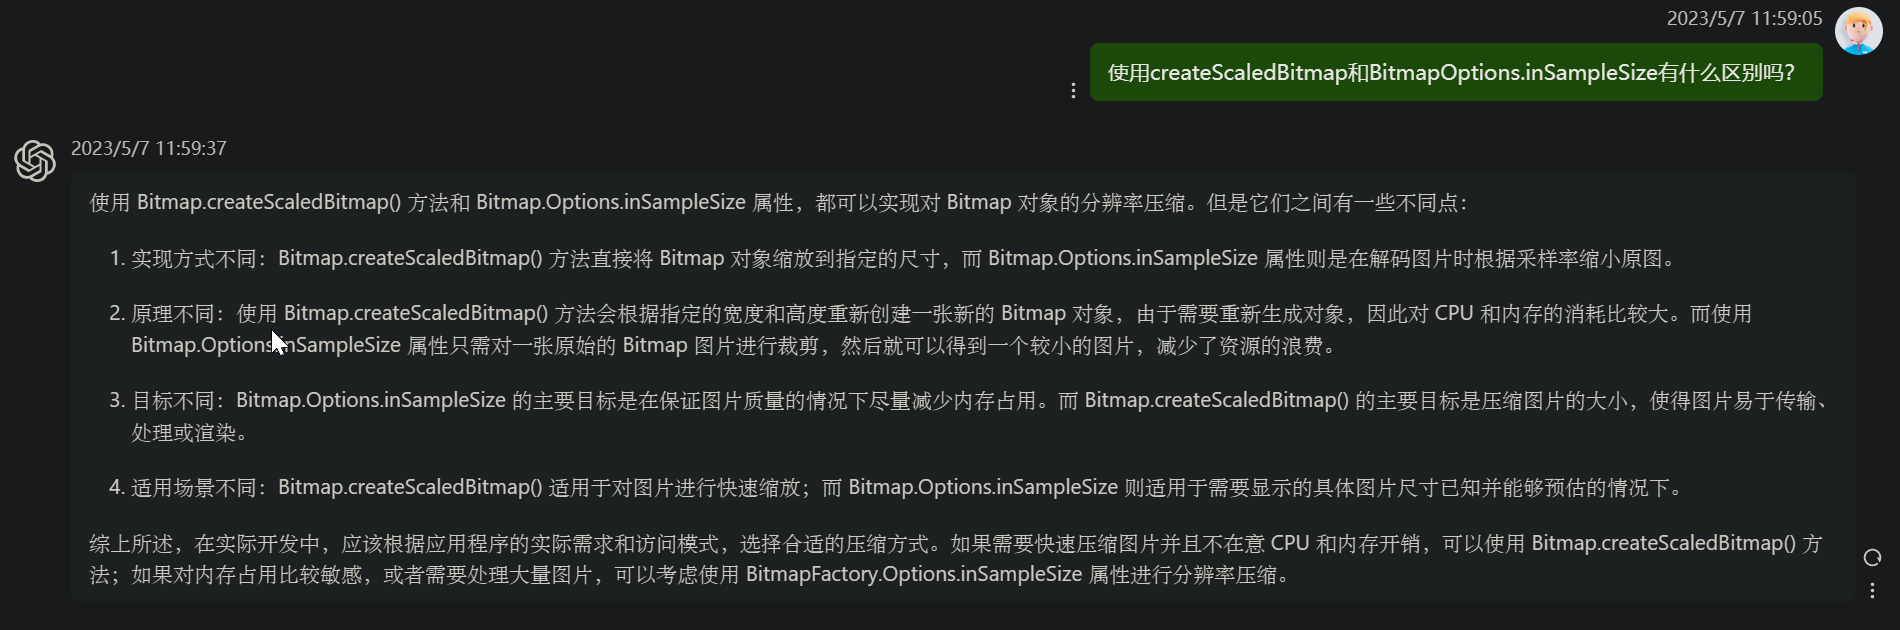 2023/5/7 11:59:05
使用createScaledBitmap和BitmapOptions.inSampleSize有什么区别吗？
2023/5/7 11:59:37
使用 Bitmap.createScaledBitmap() 方法和 Bitmap.Options.inSampleSize 属性，都可以实现对 Bitmap 对象的分辨率压缩。但是它们之间有一些不同点：
1. 实现方式不同：Bitmap.createScaledBitmap() 方法直接将 Bitmap 对象缩放到指定的尺寸，而 Bitmap.Options.inSampleSize 属性则是在解码图片时根据采样率缩小原图。
2. 原理不同：使用 Bitmap.createScaledBitmap() 方法会根据指定的宽度和高度重新创建一张新的 Bitmap 对象，由于需要重新生成对象，因此对 CPU 和内存的消耗比较大。而使用
Bitmap.Options.inSampleSize 属性只需对一张原始的 Bitmap 图片进行裁剪，然后就可以得到一个较小的图片，减少了资源的浪费。
3. 目标不同：Bitmap.Options.inSampleSize 的主要目标是在保证图片质量的情况下尽量减少内存占用。而 Bitmap.createScaledBitmap() 的主要目标是压缩图片的大小，使得图片易于传输、
处理或渲染。
4. 适用场景不同：Bitmap.createScaledBitmap() 适用于对图片进行快速缩放；而 Bitmap.Options.inSampleSize 则适用于需要显示的具体图片尺寸已知并能够预估的情况下。
综上所述，在实际开发中，应该根据应用程序的实际需求和访问模式，选择合适的压缩方式。如果需要快速压缩图片并且不在意 CPU 和内存开销，可以使用 Bitmap.createScaledBitmap() 方
法；如果对内存占用比较敏感，或者需要处理大量图片，可以考虑使用 BitmapFactory.Options.inSampleSize 属性进行分辨率压缩。